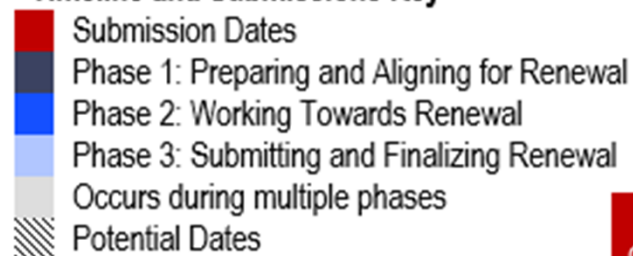 Submission Dates
Phase 1: Preparing and Aligning for Renewal
Phase 2: Working Towards Renewal
Phase 3: Submitting and Finalizing Renewal
Occurs during multiple phases
Potential Dates